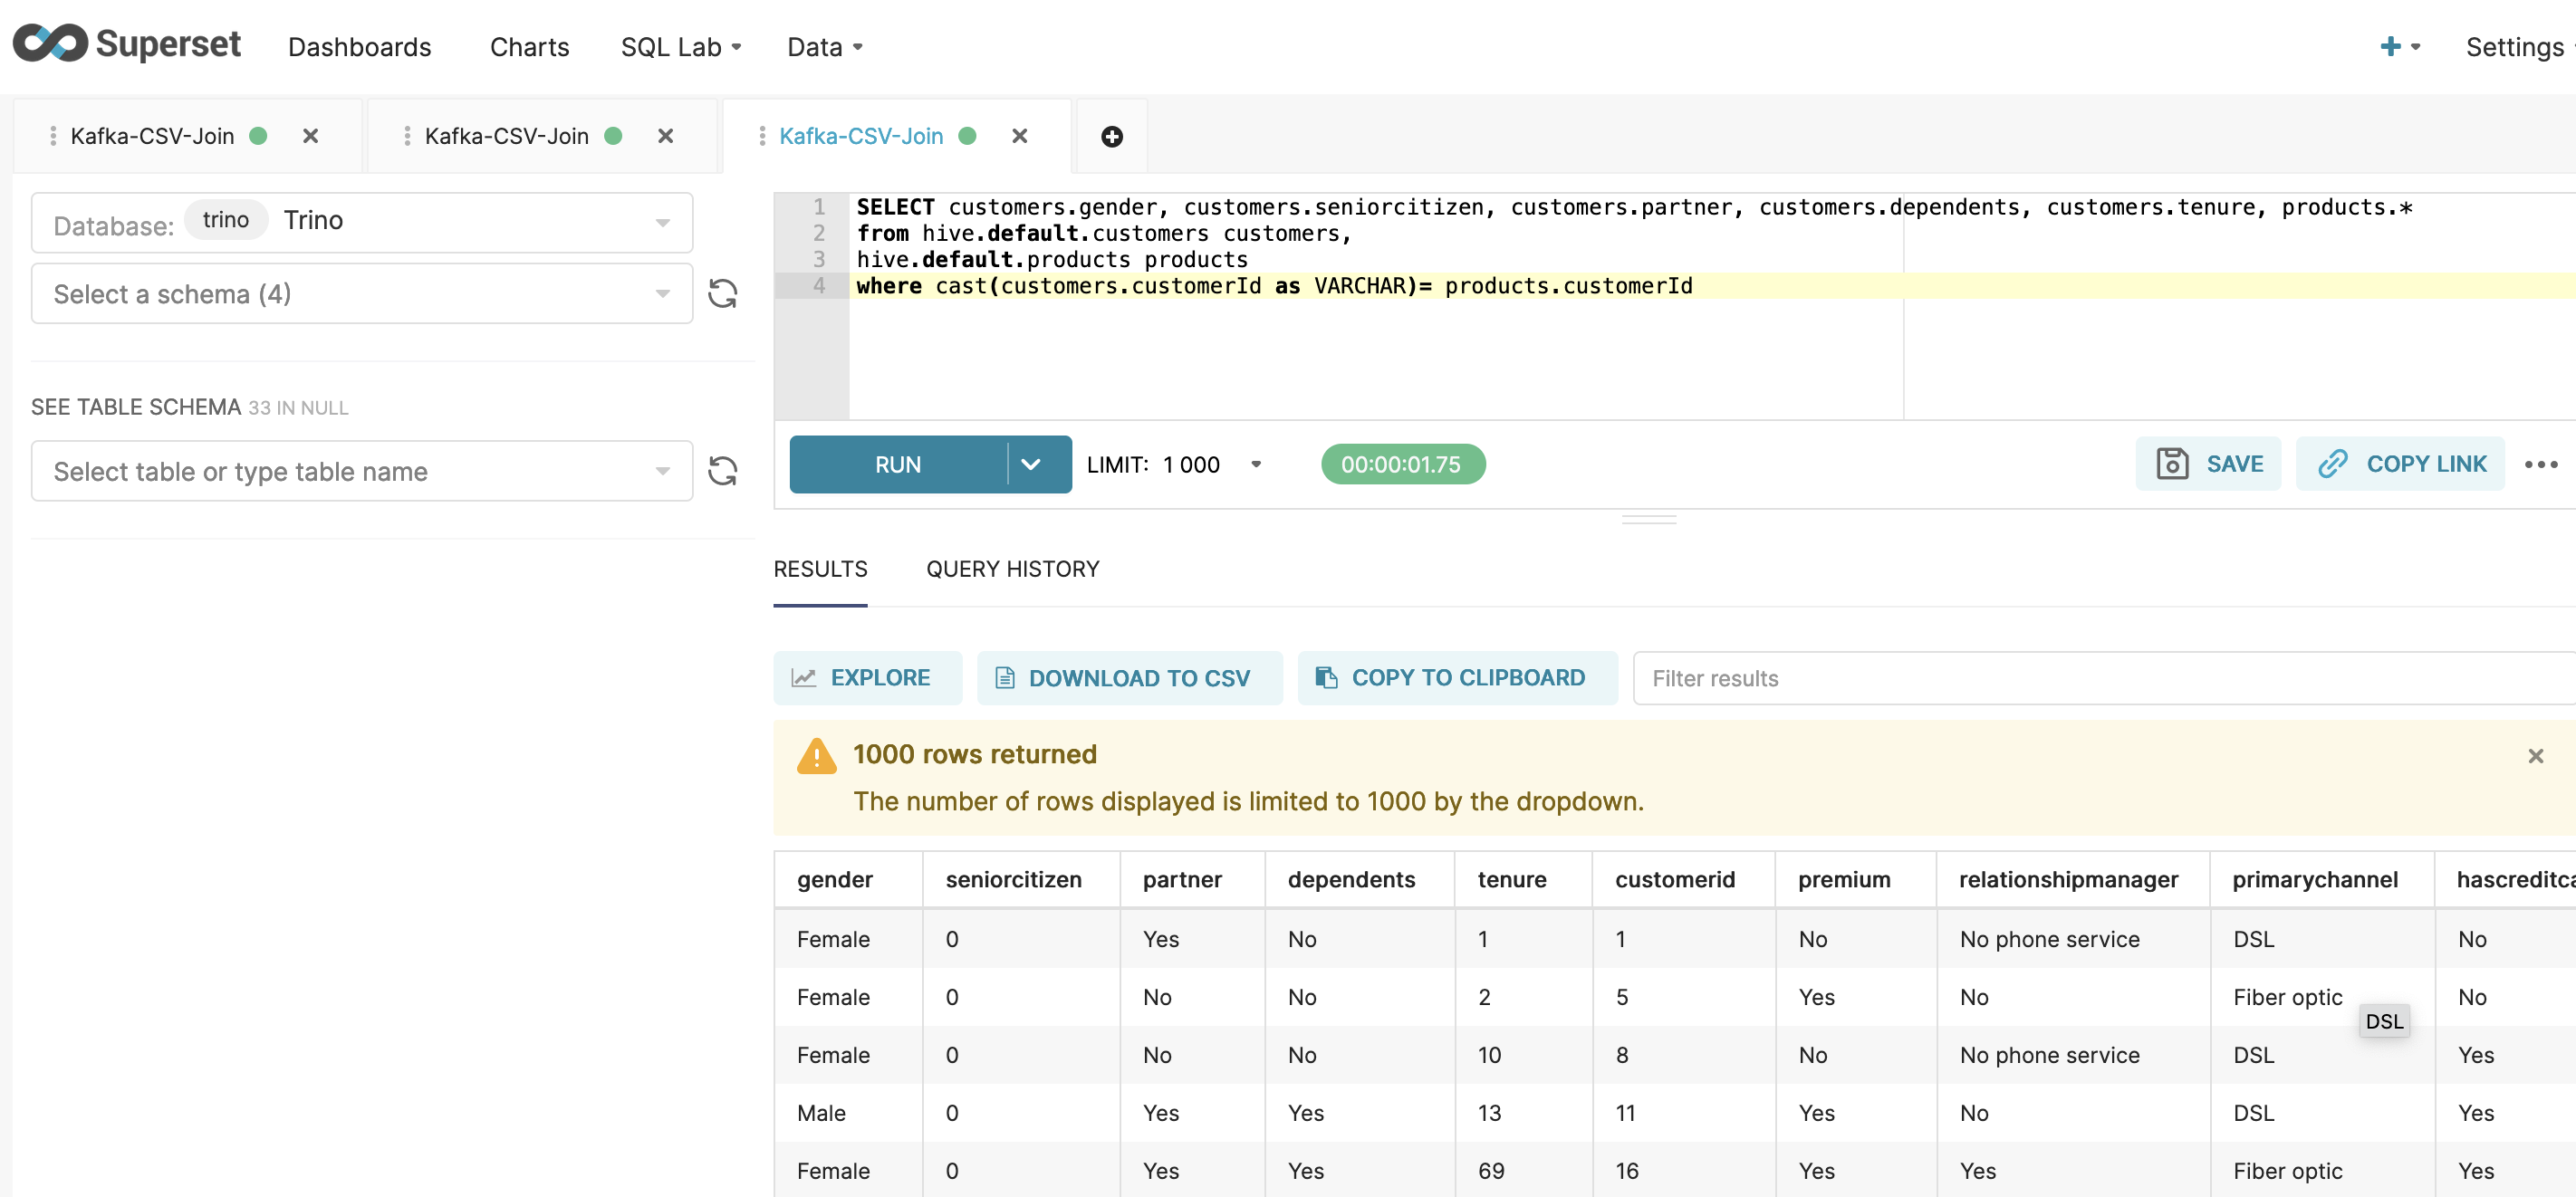 Superset Dashboards Charts SQL Lab Data Settings
Kafka-CSV-Join Kafka-CSV-Join Kafka-CSV-Join
Database: trino Trino
Select a schema (4)
SEE TABLE SCHEMA 33 IN NULL
Select table or type table name
1 SELECT customers.gender, customers.seniorcitizen, customers.partner, customers.dependents, customers.tenure, products.*
2 from hive.default.customers customers,
3 hive.default.products products
4 where cast(customers.customerId as VARCHAR)= products.customerId
RUN LIMIT: 1 000 00:00:01.75 SAVE COPY LINK
RESULTS QUERY HISTORY
EXPLORE DOWNLOAD TO CSV COPY TO CLIPBOARD Filter results
1000 rows returned
The number of rows displayed is limited to 1000 by the dropdown.
gender seniorcitizen partner dependents tenure customerid premium relationshipmanager primarychannel hascreditca
Female 0 Yes No 1 1 No No phone service DSL No
Female 0 No No 2 5 Yes No Fiber optic No
DSL
Female 0 No No 10 8 No No phone service DSL Yes
Male 0 Yes Yes 13 11 Yes No DSL Yes
Female 0 Yes Yes 69 16 Yes Yes Fiber optic Yes